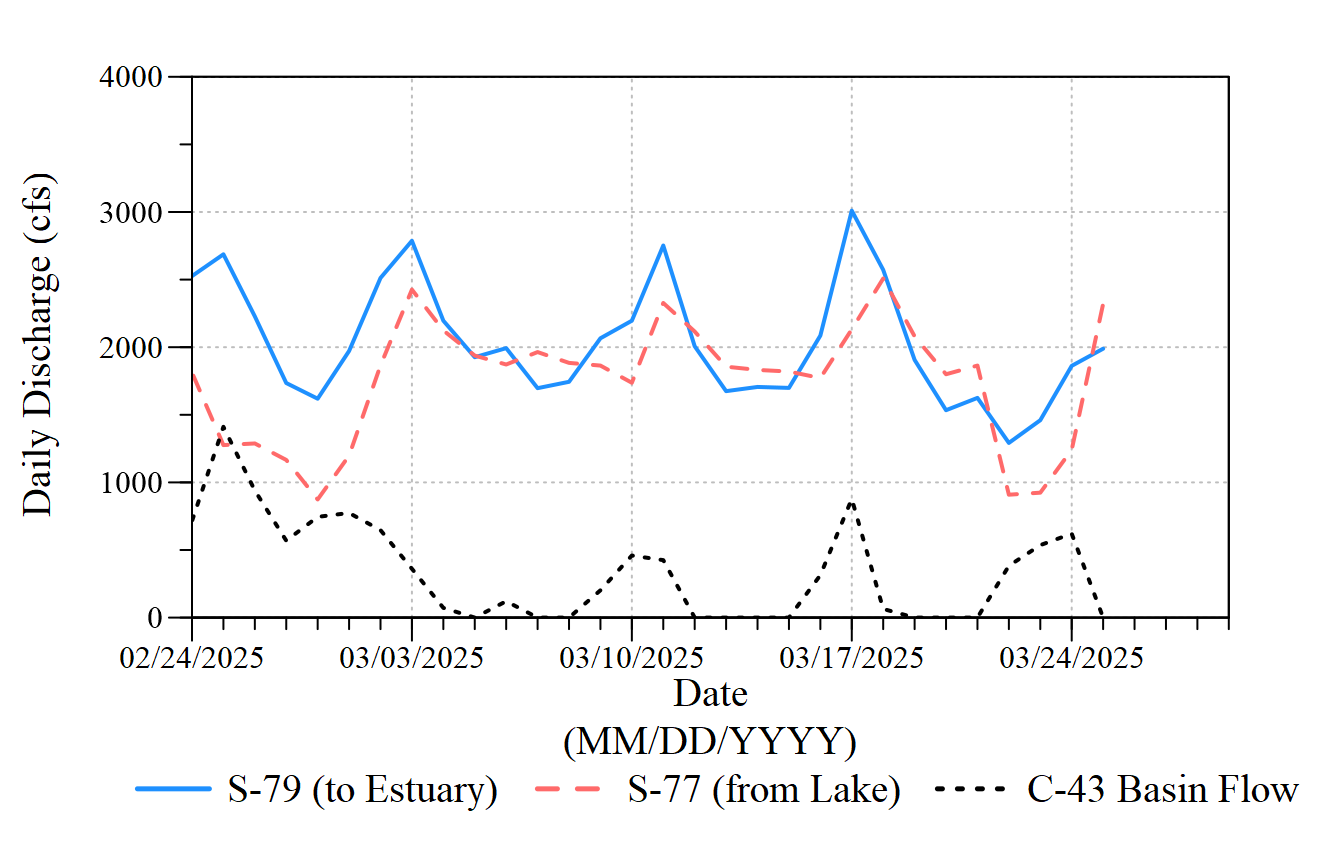 4000
3000
2000
1000
0
Daily Discharge (cfs)
02/24/2025 03/03/2025 03/10/2025 03/17/2025 03/24/2025
Date
(MM/DD/YYYY)
S-79 (to Estuary) S-77 (from Lake) C-43 Basin Flow